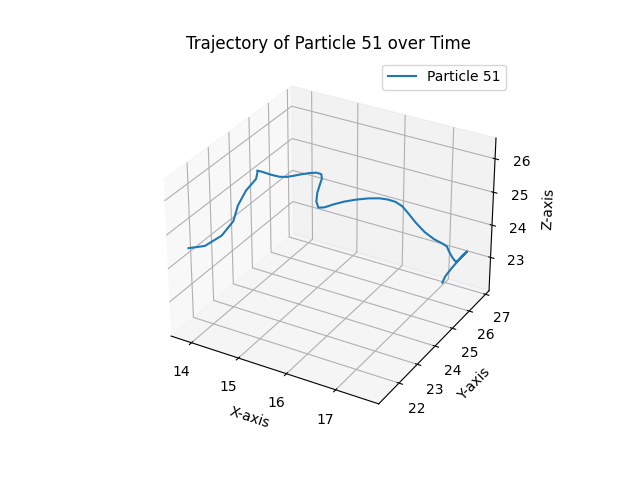 Trajectory of Particle 51 over Time
Particle 51
26
25
24
23
Z-axis
27
26
25
24
23
22
Y-axis
14
15
16
17
X-axis